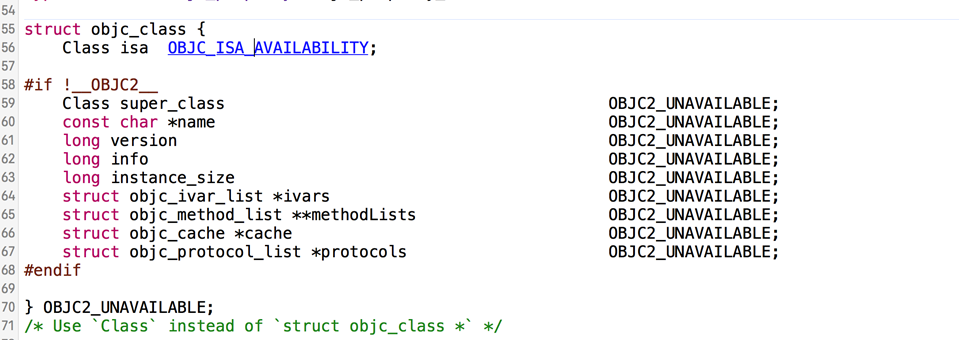 54
55 struct objc_class {
56     Class isa  OBJC_ISA_AVAILABILITY;
57
58 #if !__OBJC2__
59     Class super_class                                        OBJC2_UNAVAILABLE;
60     const char *name                                         OBJC2_UNAVAILABLE;
61     long version                                             OBJC2_UNAVAILABLE;
62     long info                                                OBJC2_UNAVAILABLE;
63     long instance_size                                       OBJC2_UNAVAILABLE;
64     struct objc_ivar_list *ivars                             OBJC2_UNAVAILABLE;
65     struct objc_method_list **methodLists                    OBJC2_UNAVAILABLE;
66     struct objc_cache *cache                                 OBJC2_UNAVAILABLE;
67     struct objc_protocol_list *protocols                     OBJC2_UNAVAILABLE;
68 #endif
69
70 } OBJC2_UNAVAILABLE;
71 /* Use `Class` instead of `struct objc_class *` */